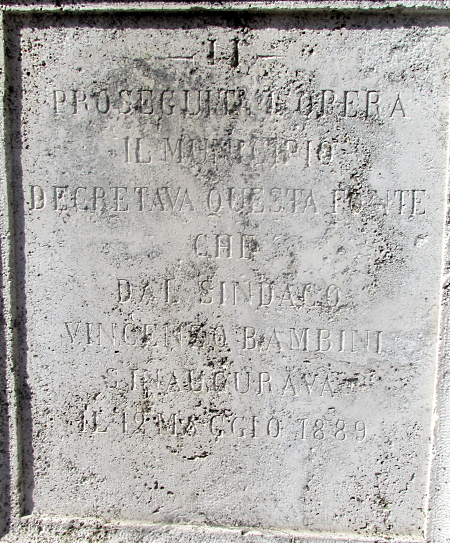 — II —
PROSEGUITA L'OPERA
IL MUNICIPIO
DECRETAVA QUESTA FONTE
CHE
DAL SINDACO
VINCENZO BAMBINI
S'INAUGURAVA
IL 12 MAGGIO 1889